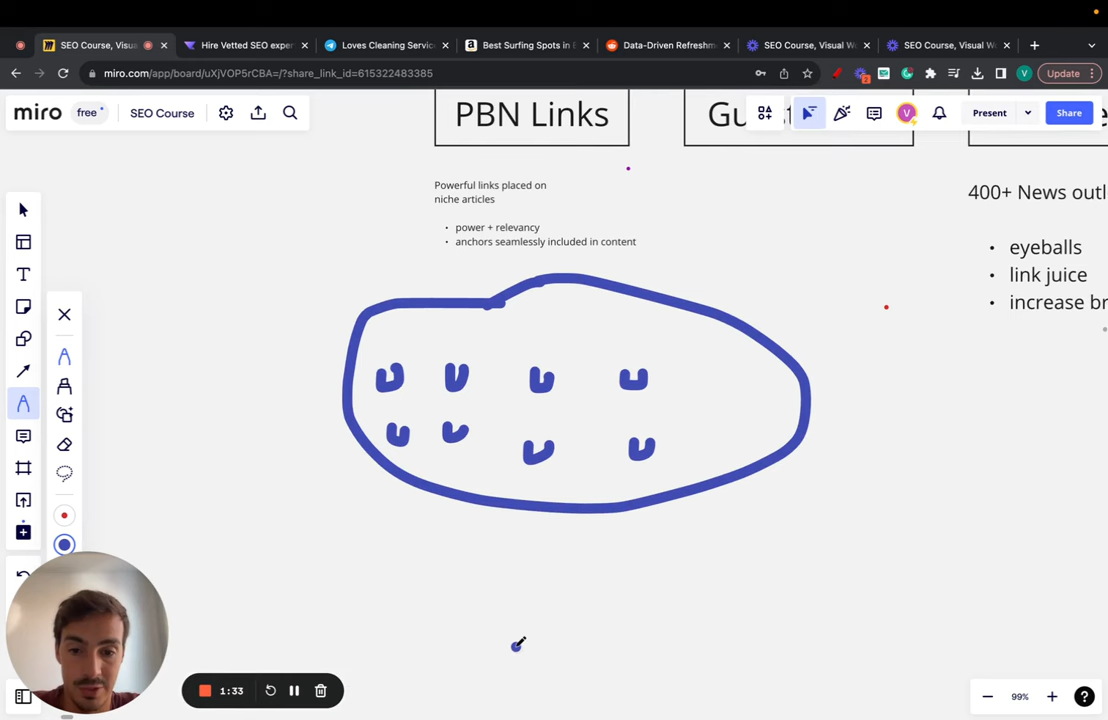 SEO Course, Visua
Hire Vetted SEO exper
Loves Cleaning Service
Best Surfing Spots in E
Data-Driven Refreshm
SEO Course, Visual W
SEO Course, Visual W
miro.com/app/board/uXjVOP5rCBA=/?share_link_id=615322483385
2
V
Update
miro
free
SEO Course
V
Present
Share
PBN Links
Gu
Powerful links placed on
niche articles
• power + relevancy
• anchors seamlessly included in content
400+ News outl
• eyeballs
• link juice
• increase br
1:33
99%
?